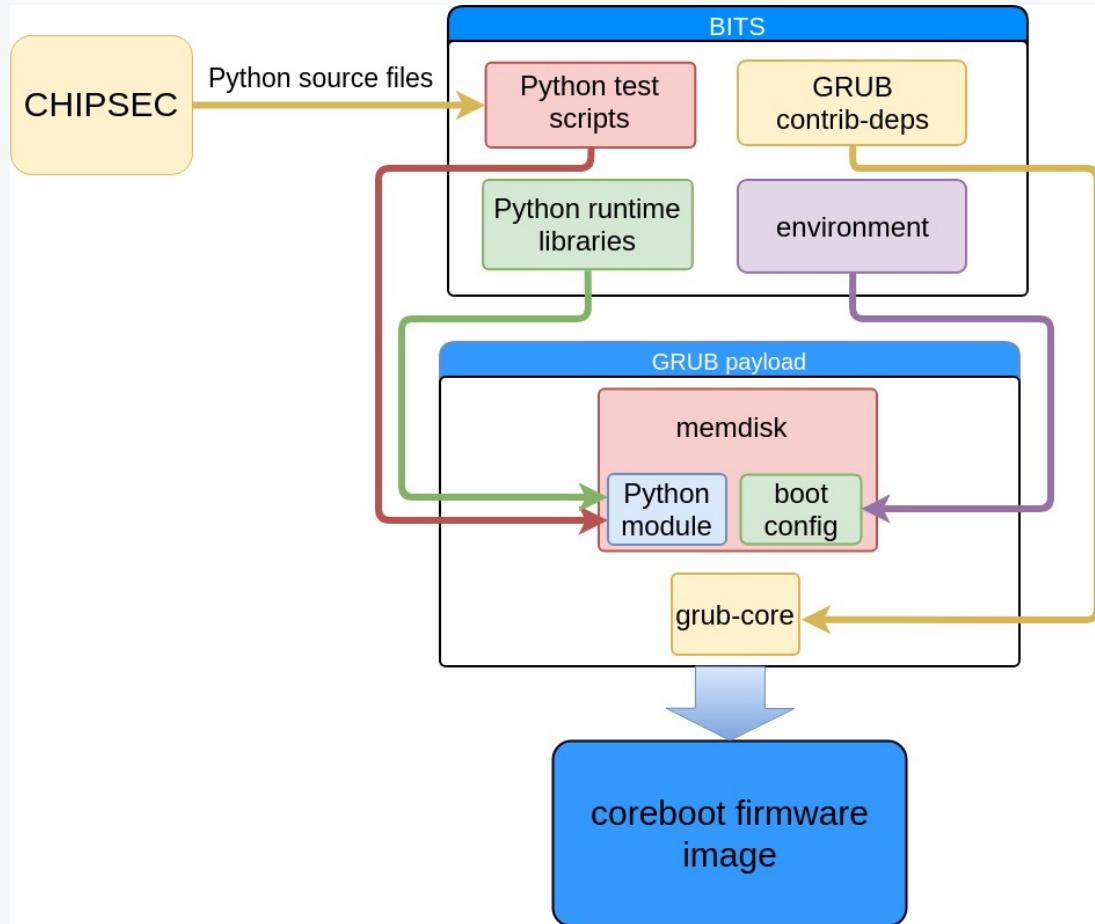 BITS
CHIPSEC
Python source files
Python test
scripts
GRUB
contrib-deps
Python runtime
libraries
environment
GRUB payload
memdisk
Python
module
boot
config
grub-core
coreboot firmware
image